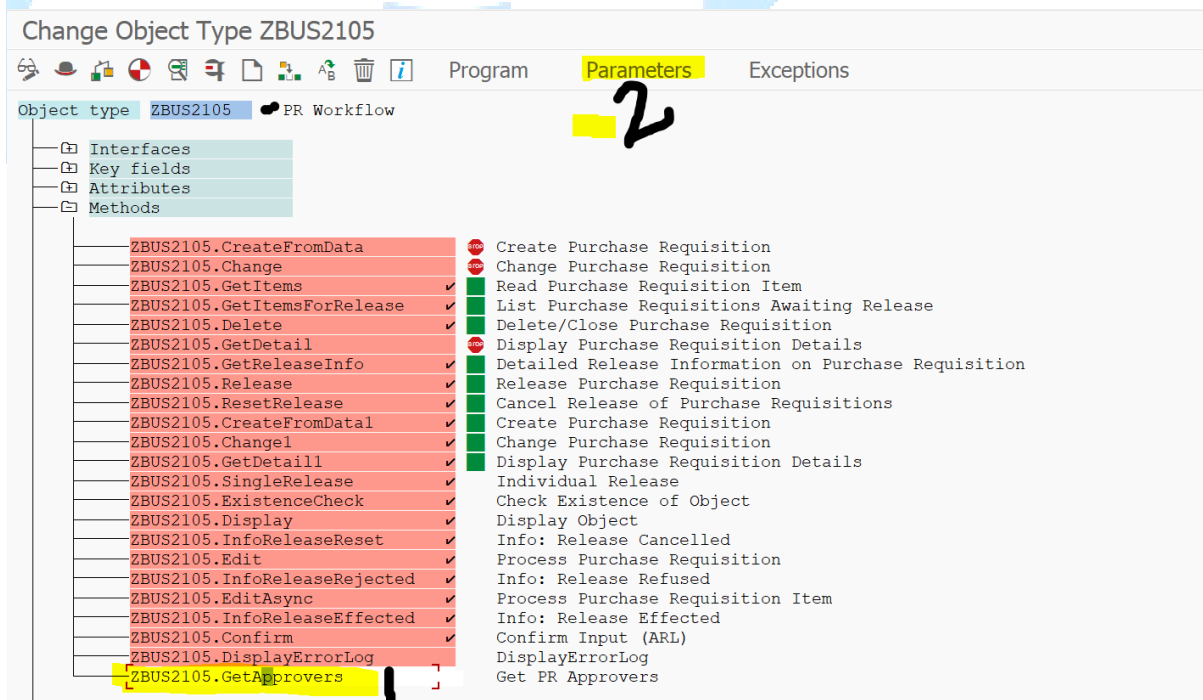 Change Object Type ZBUS2105
Program Parameters Exceptions
Object type ZBUS2105 PR Workflow
2
Interfaces
Key fields
Attributes
Methods
ZBUS2105.CreateFromData STOP Create Purchase Requisition
ZBUS2105.Change STOP Change Purchase Requisition
ZBUS2105.GetItems ✓ Read Purchase Requisition Item
ZBUS2105.GetItemsForRelease ✓ List Purchase Requisitions Awaiting Release
ZBUS2105.Delete ✓ Delete/Close Purchase Requisition
ZBUS2105.GetDetail STOP Display Purchase Requisition Details
ZBUS2105.GetReleaseInfo ✓ Detailed Release Information on Purchase Requisition
ZBUS2105.Release ✓ Release Purchase Requisition
ZBUS2105.ResetRelease ✓ Cancel Release of Purchase Requisitions
ZBUS2105.CreateFromData1 ✓ Create Purchase Requisition
ZBUS2105.Change1 ✓ Change Purchase Requisition
ZBUS2105.GetDetail1 ✓ Display Purchase Requisition Details
ZBUS2105.SingleRelease ✓ Individual Release
ZBUS2105.ExistenceCheck ✓ Check Existence of Object
ZBUS2105.Display ✓ Display Object
ZBUS2105.InfoReleaseReset ✓ Info: Release Cancelled
ZBUS2105.Edit ✓ Process Purchase Requisition
ZBUS2105.InfoReleaseRejected ✓ Info: Release Refused
ZBUS2105.EditAsync ✓ Process Purchase Requisition Item
ZBUS2105.InfoReleaseEffected ✓ Info: Release Effected
ZBUS2105.Confirm ✓ Confirm Input (ARL)
ZBUS2105.DisplayErrorLog DisplayErrorLog
ZBUS2105.GetApprovers Get PR Approvers